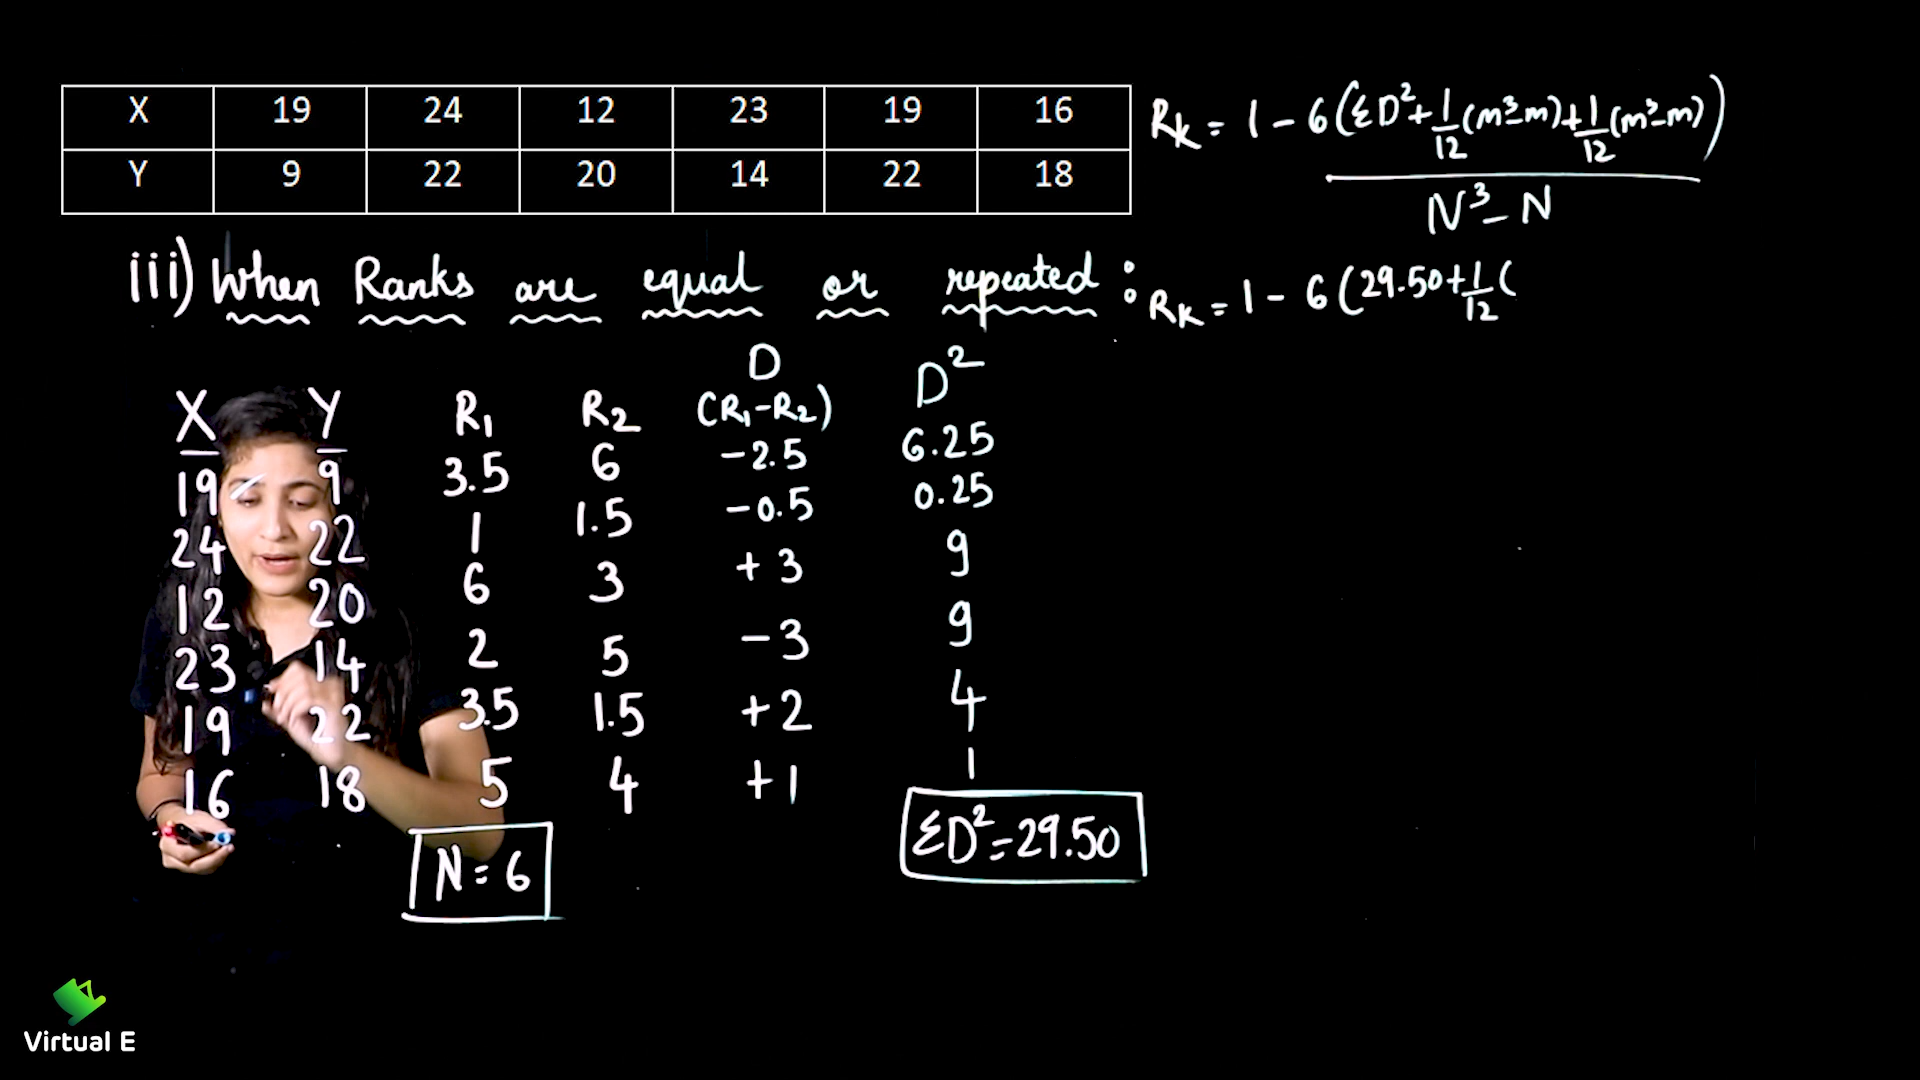 X 19 24 12 23 19 16
Y 9 22 20 14 22 18
Rk = 1 - 6(ΣD²+1/12(m³-m)+1/12(m³-m))
N³-N
iii) When Ranks are equal or repeated :
Rk = 1 - 6(29.50+1/12(
D
X Y R₁ R₂ (R₁-R₂) D²
19 9 3.5 6 -2.5 6.25
24 22 1 1.5 -0.5 0.25
12 20 6 3 +3 9
23 14 2 5 -3 9
19 22 3.5 1.5 +2 4
16 18 5 4 +1 1
N = 6
ΣD²=29.50
Virtual E